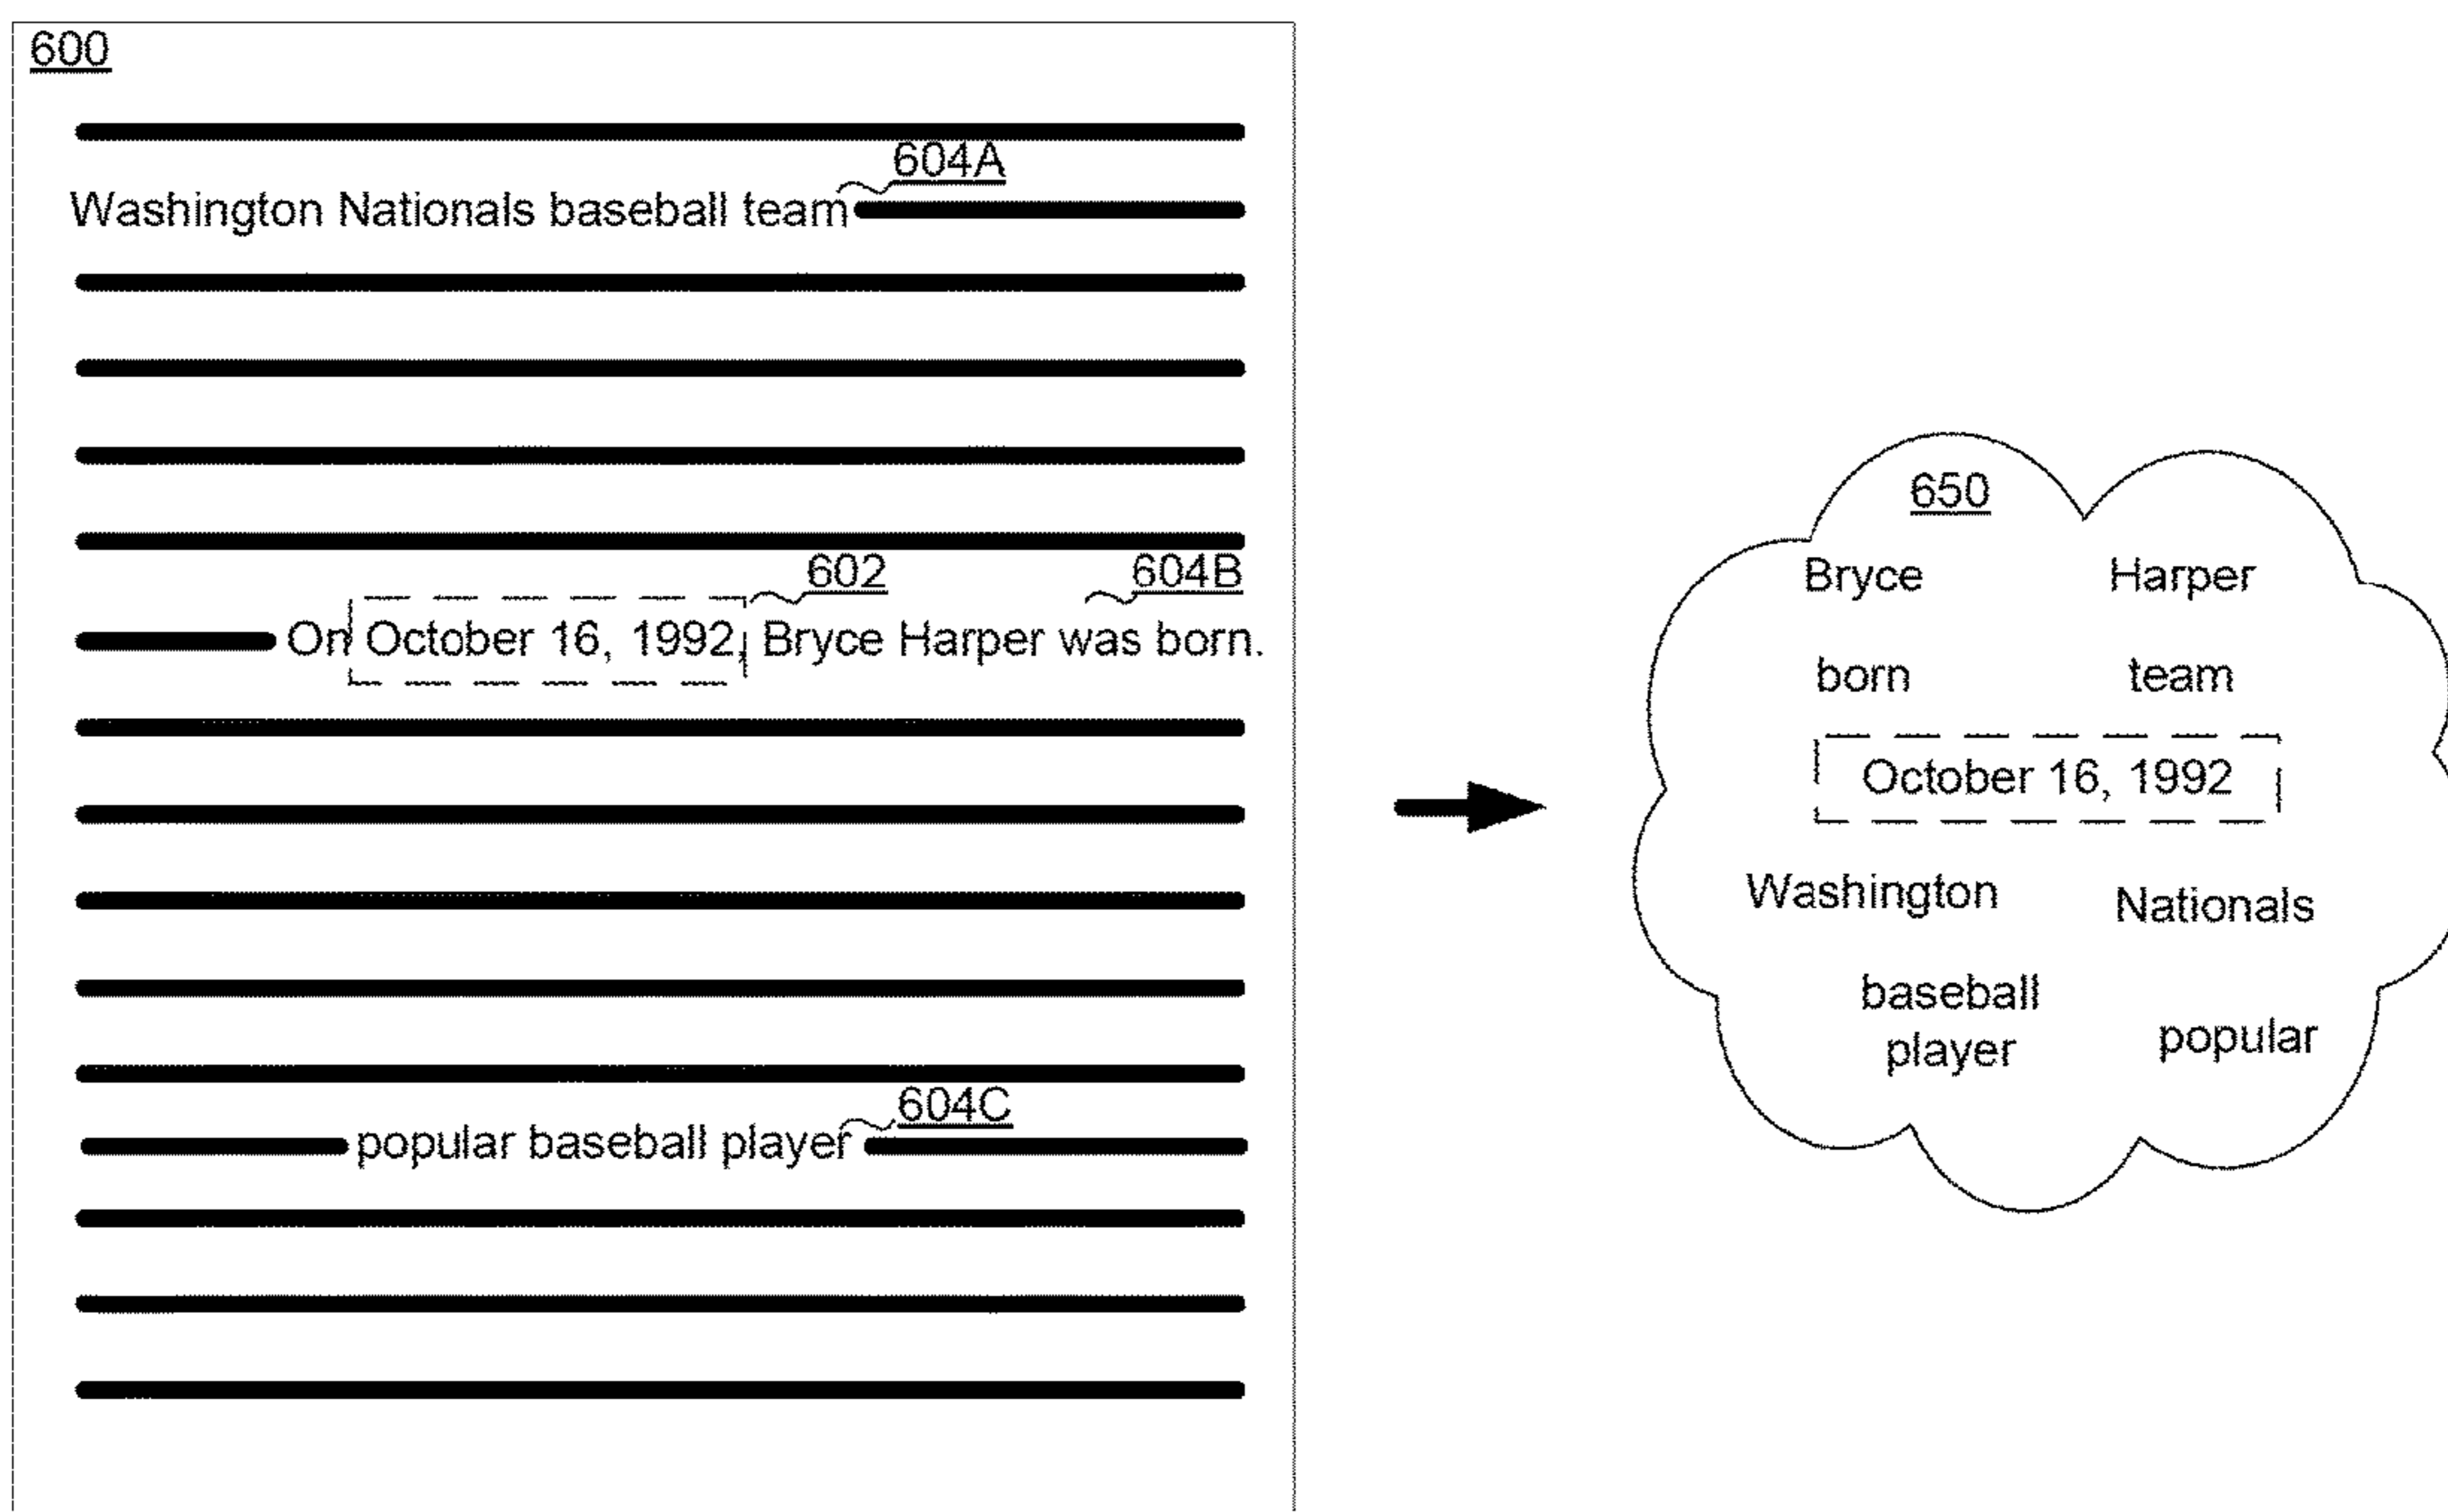 600
604A
Washington Nationals baseball team
602 604B
On October 16, 1992, Bryce Harper was born.
604C
popular baseball player
650
Bryce Harper
born team
October 16, 1992
Washington Nationals
baseball
player popular